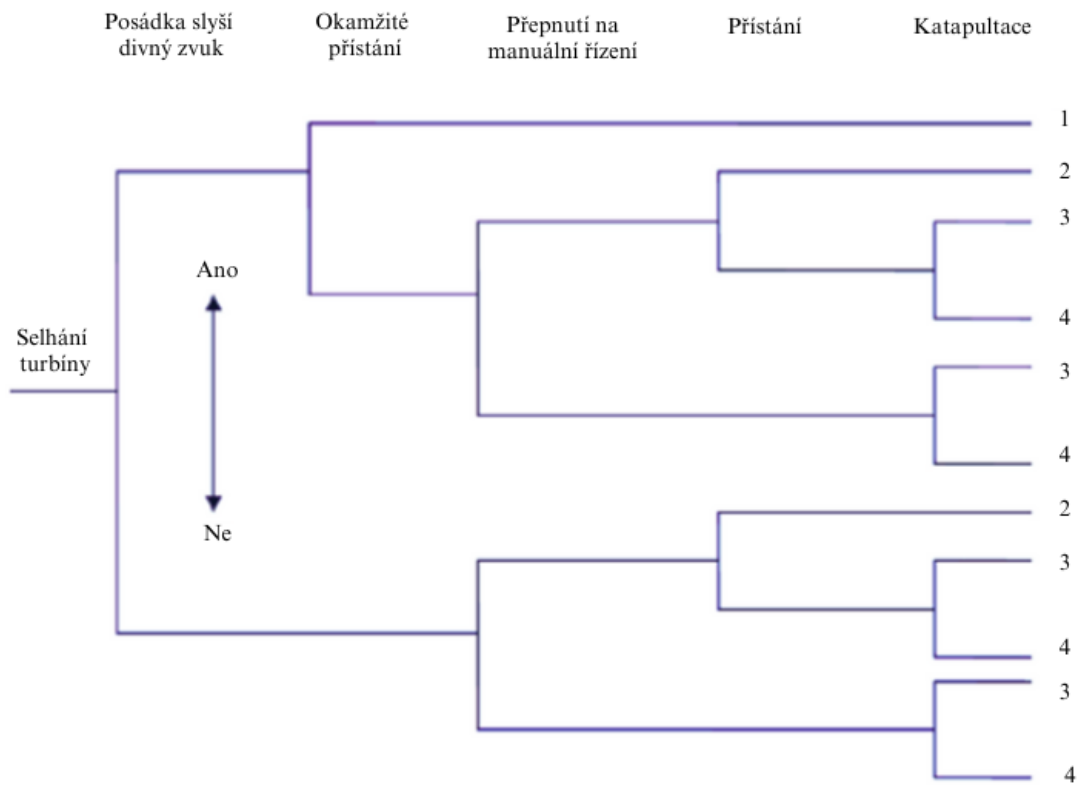 Posádka slyší
divný zvuk
Okamžité
přístání
Přepnutí na
manuální řízení
Přístání
Katapultace
1
2
3
Ano
4
Selhání
turbíny
3
4
2
Ne
3
4
3
4